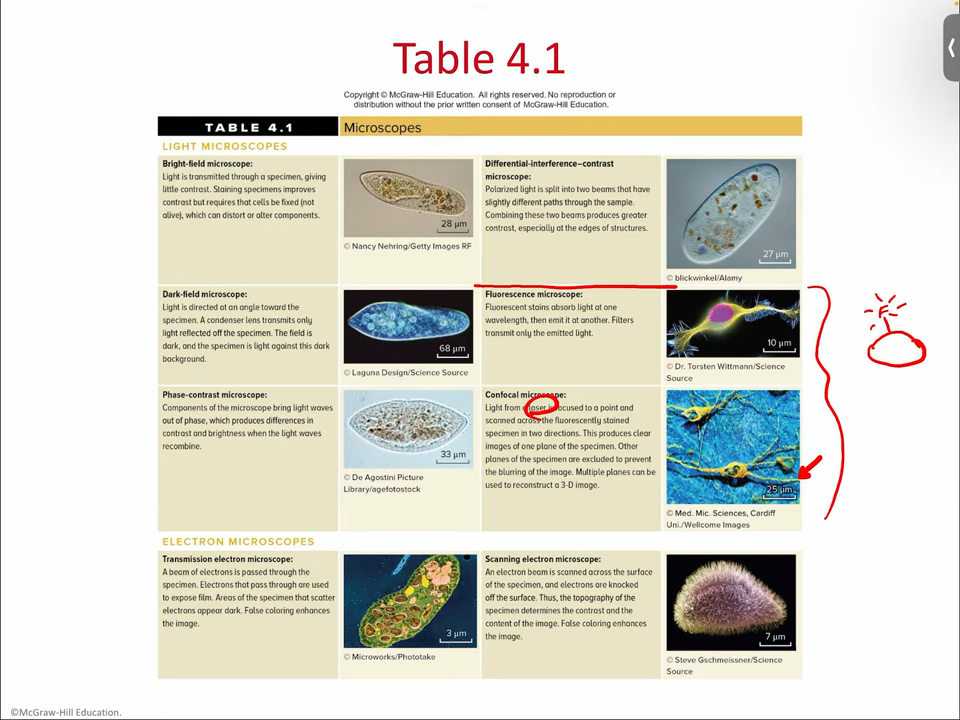 Table 4.1
Copyright © McGraw-Hill Education. All rights reserved. No reproduction or
distribution without the prior written consent of McGraw-Hill Education.
TABLE 4.1
Microscopes
LIGHT MICROSCOPES
Bright-field microscope:
Light is transmitted through a specimen, giving
little contrast. Staining specimens improves
contrast but requires that cells be fixed (not
alive), which can distort or alter components.
28 µm
© Nancy Nehring/Getty Images RF
Differential-interference–contrast
microscope:
Polarized light is split into two beams that have
slightly different paths through the sample.
Combining these two beams produces greater
contrast, especially at the edges of structures.
27 µm
© blickwinkel/Alamy
Dark-field microscope:
Light is directed at an angle toward the
specimen. A condenser lens transmits only
light reflected off the specimen. The field is
dark, and the specimen is light against this dark
background.
68 µm
© Laguna Design/Science Source
Fluorescence microscope:
Fluorescent stains absorb light at one
wavelength, then emit it at another. Filters
transmit only the emitted light.
10 µm
© Dr. Torsten Wittmann/Science
Source
Phase-contrast microscope:
Components of the microscope bring light waves
out of phase, which produces differences in
contrast and brightness when the light waves
recombine.
33 µm
© De Agostini Picture
Library/agefotostock
Confocal microscope:
Light from a laser is focused to a point and
scanned across the fluorescently stained
specimen in two directions. This produces clear
images of one plane of the specimen. Other
planes of the specimen are excluded to prevent
the blurring of the image. Multiple planes can be
used to reconstruct a 3-D image.
25 µm
© Med. Mic. Sciences, Cardiff
Uni./Wellcome Images
ELECTRON MICROSCOPES
Transmission electron microscope:
A beam of electrons is passed through the
specimen. Electrons that pass through are used
to expose film. Areas of the specimen that scatter
electrons appear dark. False coloring enhances
the image.
3 µm
© Microworks/Phototake
Scanning electron microscope:
An electron beam is scanned across the surface
of the specimen, and electrons are knocked
off the surface. Thus, the topography of the
specimen determines the contrast and the
content of the image. False coloring enhances
the image.
7 µm
© Steve Gschmeissner/Science
Source
©McGraw-Hill Education.